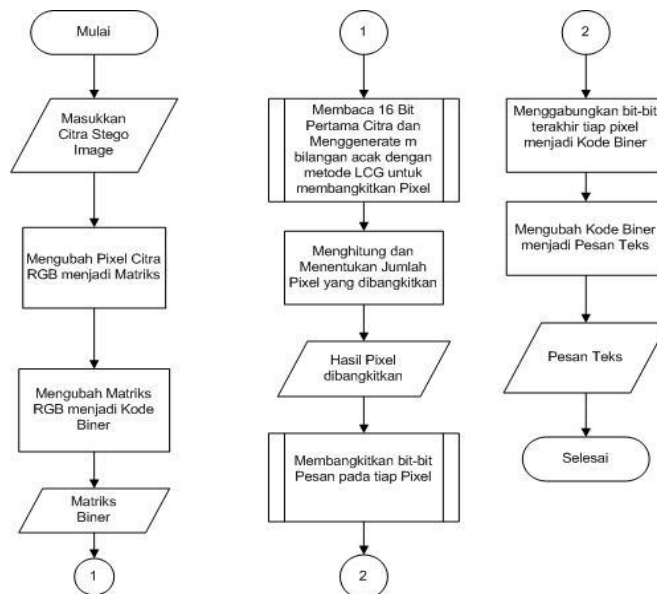 Mulai
Masukkan
Citra Stego
Image
Mengubah Pixel Citra
RGB menjadi Matriks
Mengubah Matriks
RGB menjadi Kode
Biner
Matriks
Biner
1
1
Membaca 16 Bit
Pertama Citra dan
Menggenerate m
bilangan acak dengan
metode LCG untuk
membangkitkan Pixel
Menghitung dan
Menentukan Jumlah
Pixel yang dibangkitkan
Hasil Pixel
dibangkitkan
Membangkitkan bit-bit
Pesan pada tiap Pixel
2
2
Menggabungkan bit-bit
terakhir tiap pixel
menjadi Kode Biner
Mengubah Kode Biner
menjadi Pesan Teks
Pesan Teks
Selesai